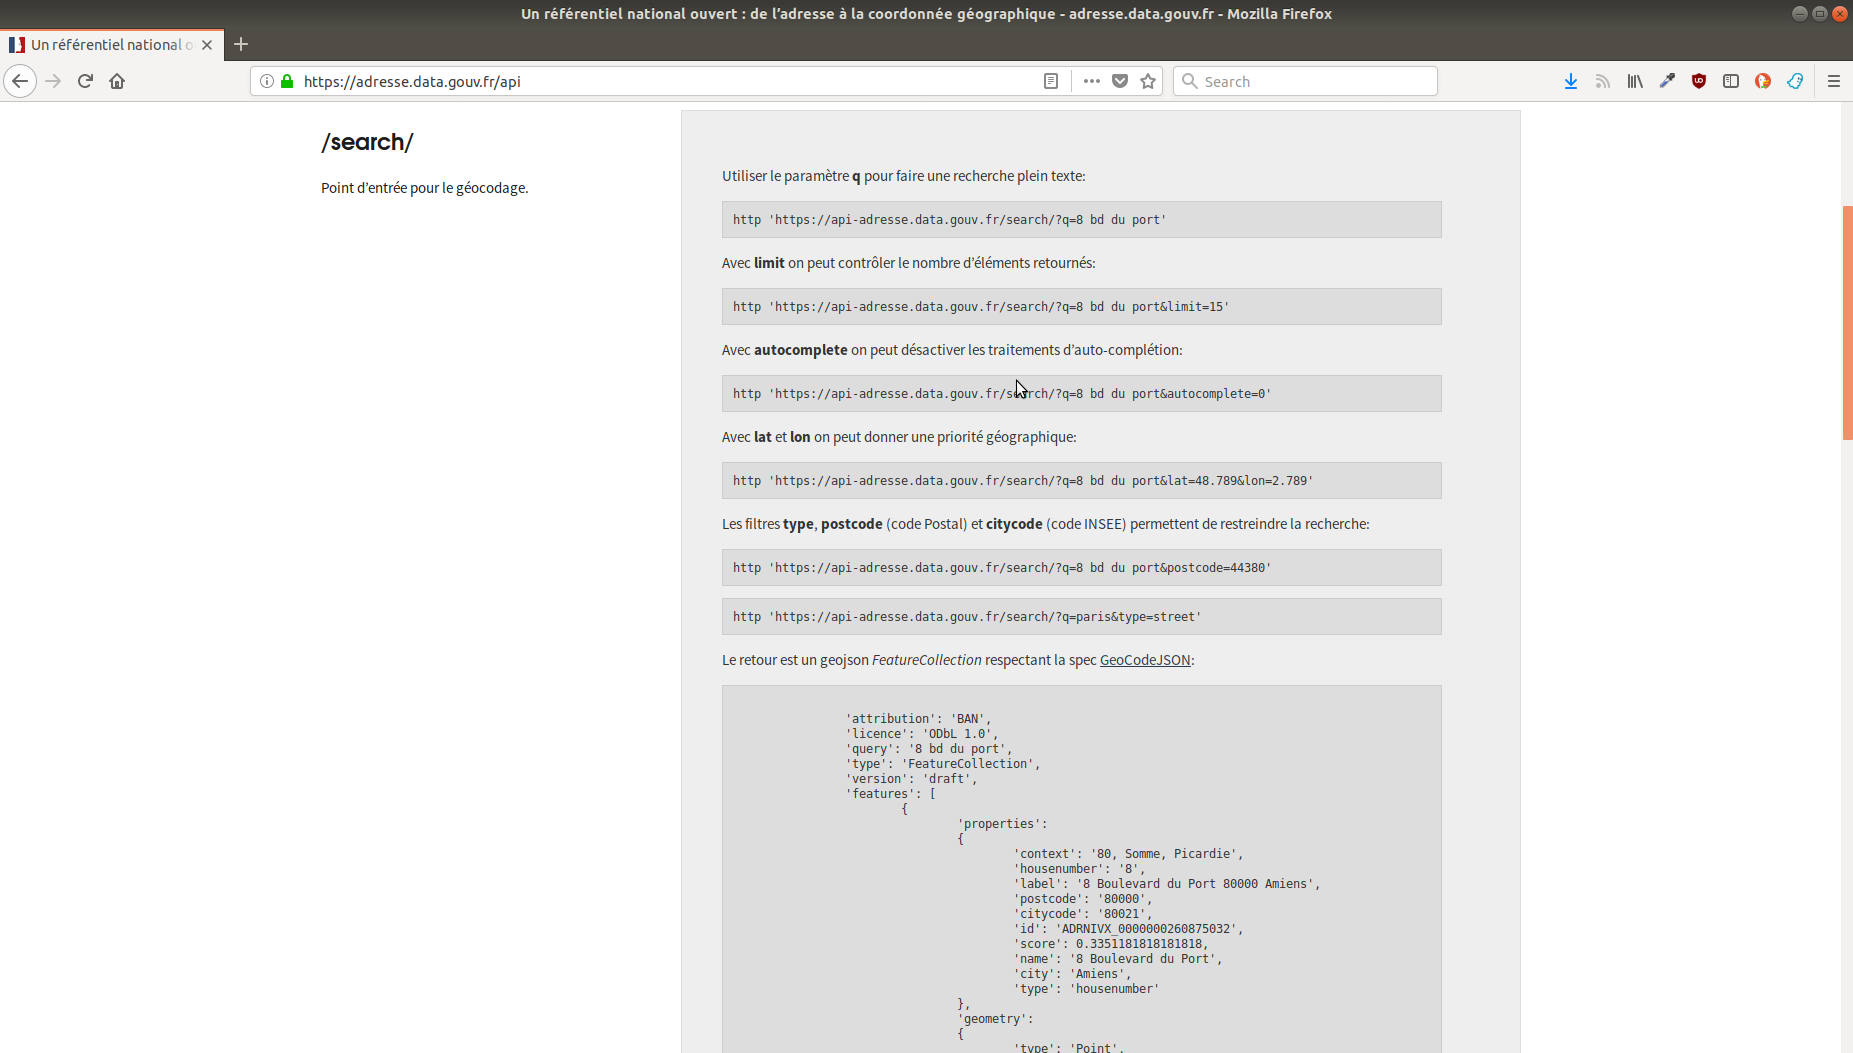 Un référentiel national ouvert : de l’adresse à la coordonnée géographique - adresse.data.gouv.fr - Mozilla Firefox
Un référentiel national o
https://adresse.data.gouv.fr/api
Search
/search/
Point d’entrée pour le géocodage.
Utiliser le paramètre q pour faire une recherche plein texte:
http 'https://api-adresse.data.gouv.fr/search/?q=8 bd du port'
Avec limit on peut contrôler le nombre d’éléments retournés:
http 'https://api-adresse.data.gouv.fr/search/?q=8 bd du port&limit=15'
Avec autocomplete on peut désactiver les traitements d’auto-complétion:
http 'https://api-adresse.data.gouv.fr/search/?q=8 bd du port&autocomplete=0'
Avec lat et lon on peut donner une priorité géographique:
http 'https://api-adresse.data.gouv.fr/search/?q=8 bd du port&lat=48.789&lon=2.789'
Les filtres type, postcode (code Postal) et citycode (code INSEE) permettent de restreindre la recherche:
http 'https://api-adresse.data.gouv.fr/search/?q=8 bd du port&postcode=44380'
http 'https://api-adresse.data.gouv.fr/search/?q=paris&type=street'
Le retour est un geojson FeatureCollection respectant la spec GeoCodeJSON:
'attribution': 'BAN',
'licence': 'ODbL 1.0',
'query': '8 bd du port',
'type': 'FeatureCollection',
'version': 'draft',
'features': [
{
'properties':
{
'context': '80, Somme, Picardie',
'housenumber': '8',
'label': '8 Boulevard du Port 80000 Amiens',
'postcode': '80000',
'citycode': '80021',
'id': 'ADRNIVX_0000000260875032',
'score': 0.3351181818181818,
'name': '8 Boulevard du Port',
'city': 'Amiens',
'type': 'housenumber'
},
'geometry':
{
'type': 'Point',